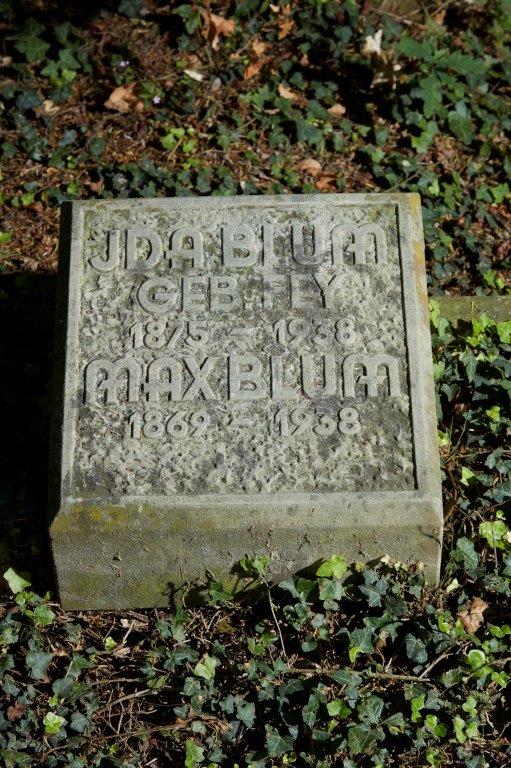 JDA BLUM
GEB. FEY
1875 – 1938
MAX BLUM
1869 – 1938